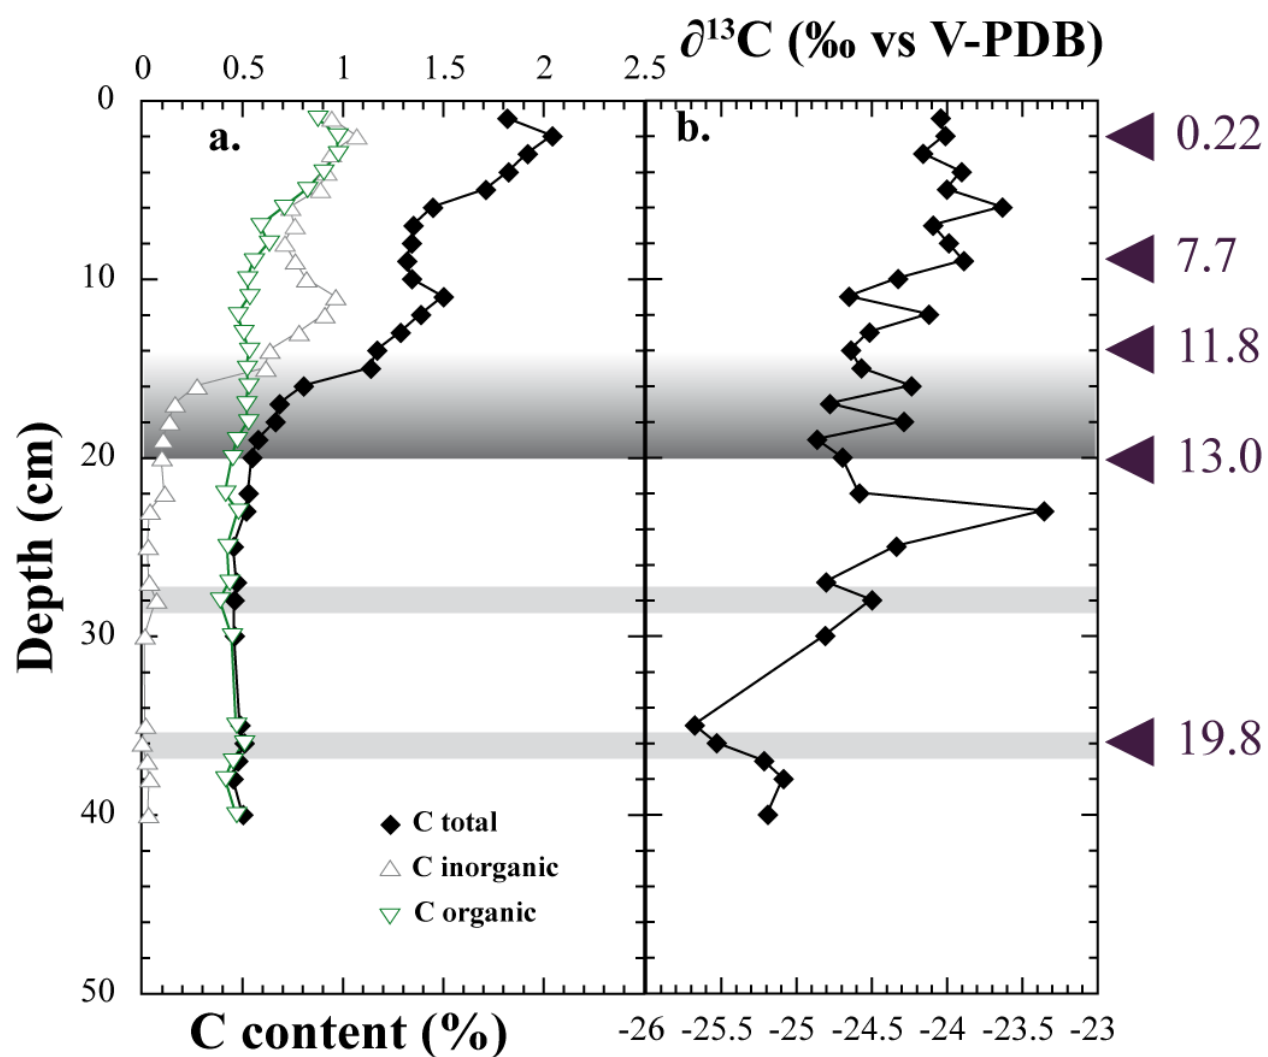 ∂¹³C (‰ vs V-PDB)
0 0.5 1 1.5 2 2.5
0
a.
b.
0.22
7.7
10
11.8
20
13.0
Depth (cm)
30
19.8
40
C total
C inorganic
C organic
50
C content (%)
-26 -25.5 -25 -24.5 -24 -23.5 -23